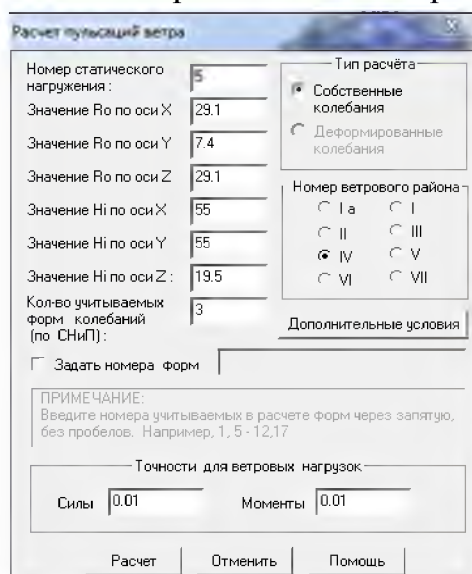 Расчет пульсаций ветра
Номер статического
нагружения :
5
Значение Ro по оси X
29.1
Значение Ro по оси Y
7.4
Значение Ro по оси Z
29.1
Значение Hi по оси X
55
Значение Hi по оси Y
55
Значение Hi по оси Z :
19.5
Кол-во учитываемых
форм колебаний
(по СНиП) :
3
Тип расчёта
Собственные
колебания
Деформированные
колебания
Номер ветрового района
I a I
II III
IV V
VI VII
Дополнительные условия
Задать номера форм
ПРИМЕЧАНИЕ:
Введите номера учитываемых в расчете форм через запятую,
без пробелов. Например, 1, 5 - 12,17
Точности для ветровых нагрузок
Силы 0.01 Моменты 0.01
Расчет Отменить Помощь